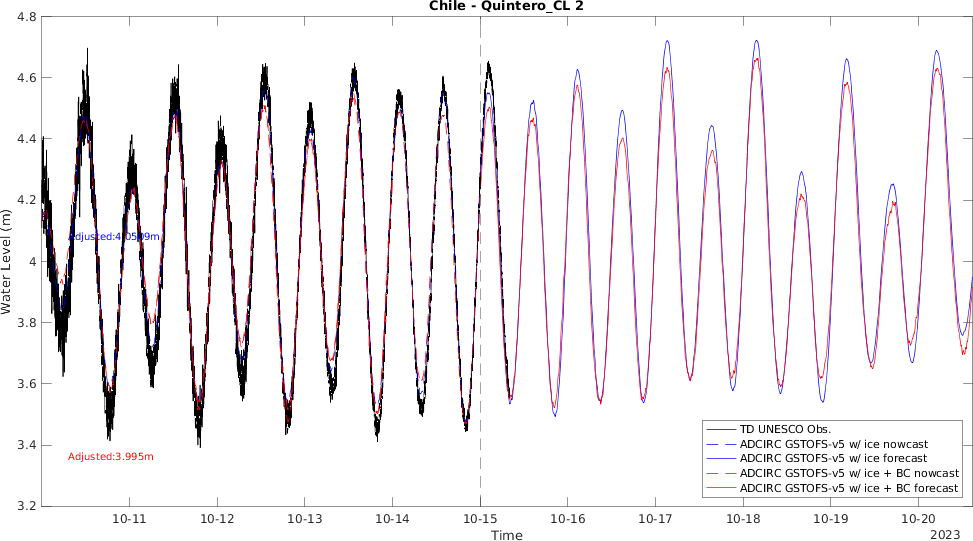 Chile - Quintero_CL 2
4.8
4.6
4.4
4.2
4
3.8
3.6
3.4
3.2
Water Level (m)
Adjusted:4.0599m
Adjusted:3.995m
TD UNESCO Obs.
ADCIRC GSTOFS-v5 w/ ice nowcast
ADCIRC GSTOFS-v5 w/ ice forecast
ADCIRC GSTOFS-v5 w/ ice + BC nowcast
ADCIRC GSTOFS-v5 w/ ice + BC forecast
10-11 10-12 10-13 10-14 10-15 10-16 10-17 10-18 10-19 10-20
Time
2023